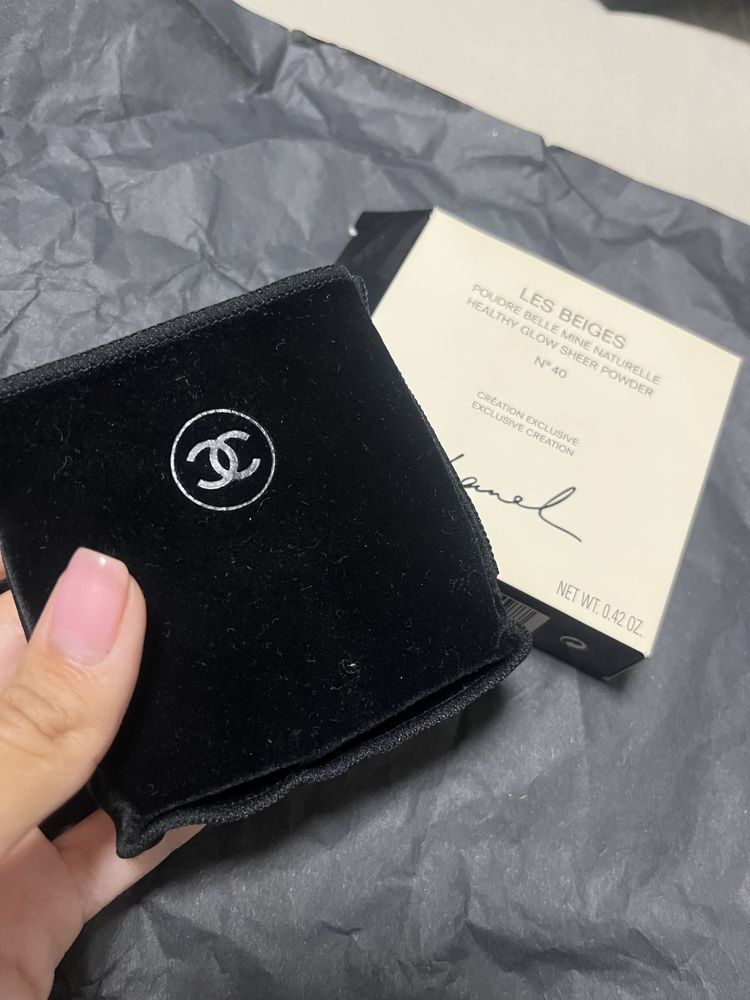 LES BEIGES
POUDRE BELLE MINE NATURELLE
HEALTHY GLOW SHEER POWDER
N° 40
CRÉATION EXCLUSIVE
EXCLUSIVE CREATION
hanel
NET WT. 0.42 OZ.